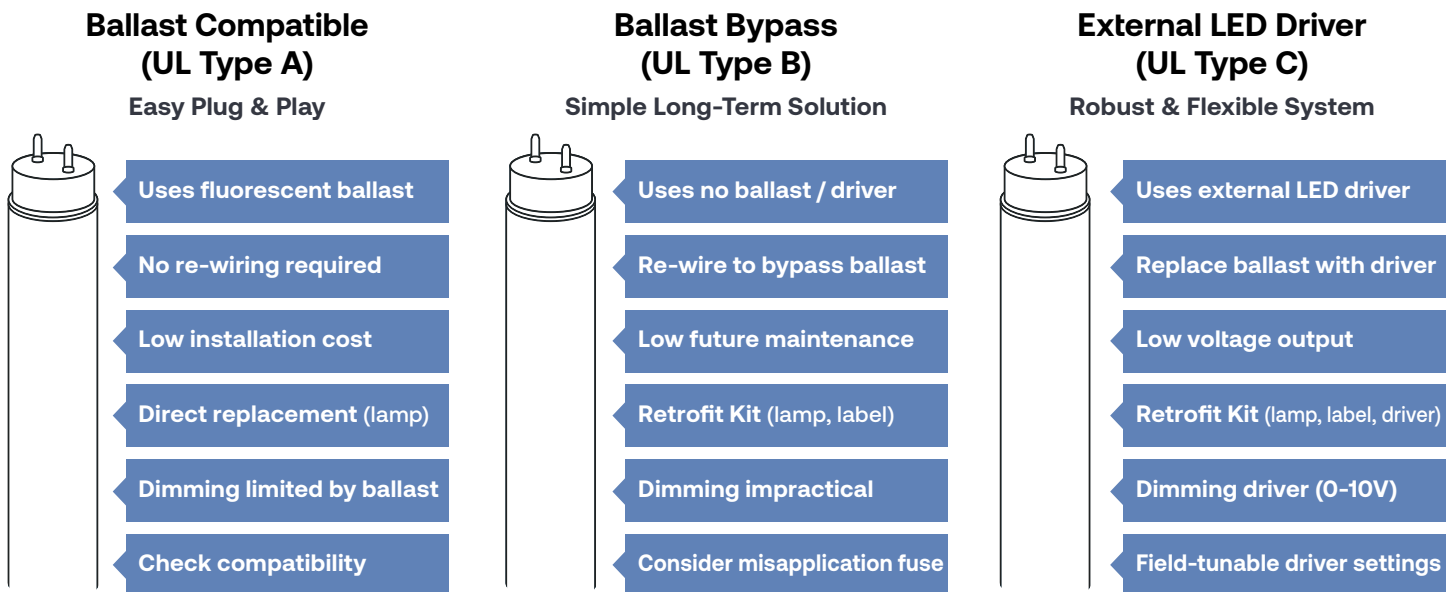 Ballast Compatible
(UL Type A)
Easy Plug & Play
Uses fluorescent ballast
No re-wiring required
Low installation cost
Direct replacement (lamp)
Dimming limited by ballast
Check compatibility
Ballast Bypass
(UL Type B)
Simple Long-Term Solution
Uses no ballast / driver
Re-wire to bypass ballast
Low future maintenance
Retrofit Kit (lamp, label)
Dimming impractical
Consider misapplication fuse
External LED Driver
(UL Type C)
Robust & Flexible System
Uses external LED driver
Replace ballast with driver
Low voltage output
Retrofit Kit (lamp, label, driver)
Dimming driver (0-10V)
Field-tunable driver settings